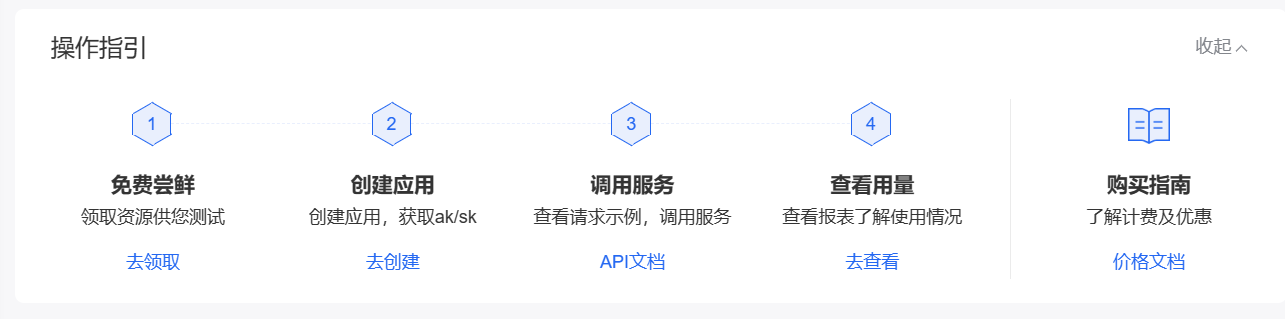 操作指引
收起
1
2
3
4
免费尝鲜
创建应用
调用服务
查看用量
购买指南
领取资源供您测试
创建应用，获取ak/sk
查看请求示例，调用服务
查看报表了解使用情况
了解计费及优惠
去领取
去创建
API文档
去查看
价格文档